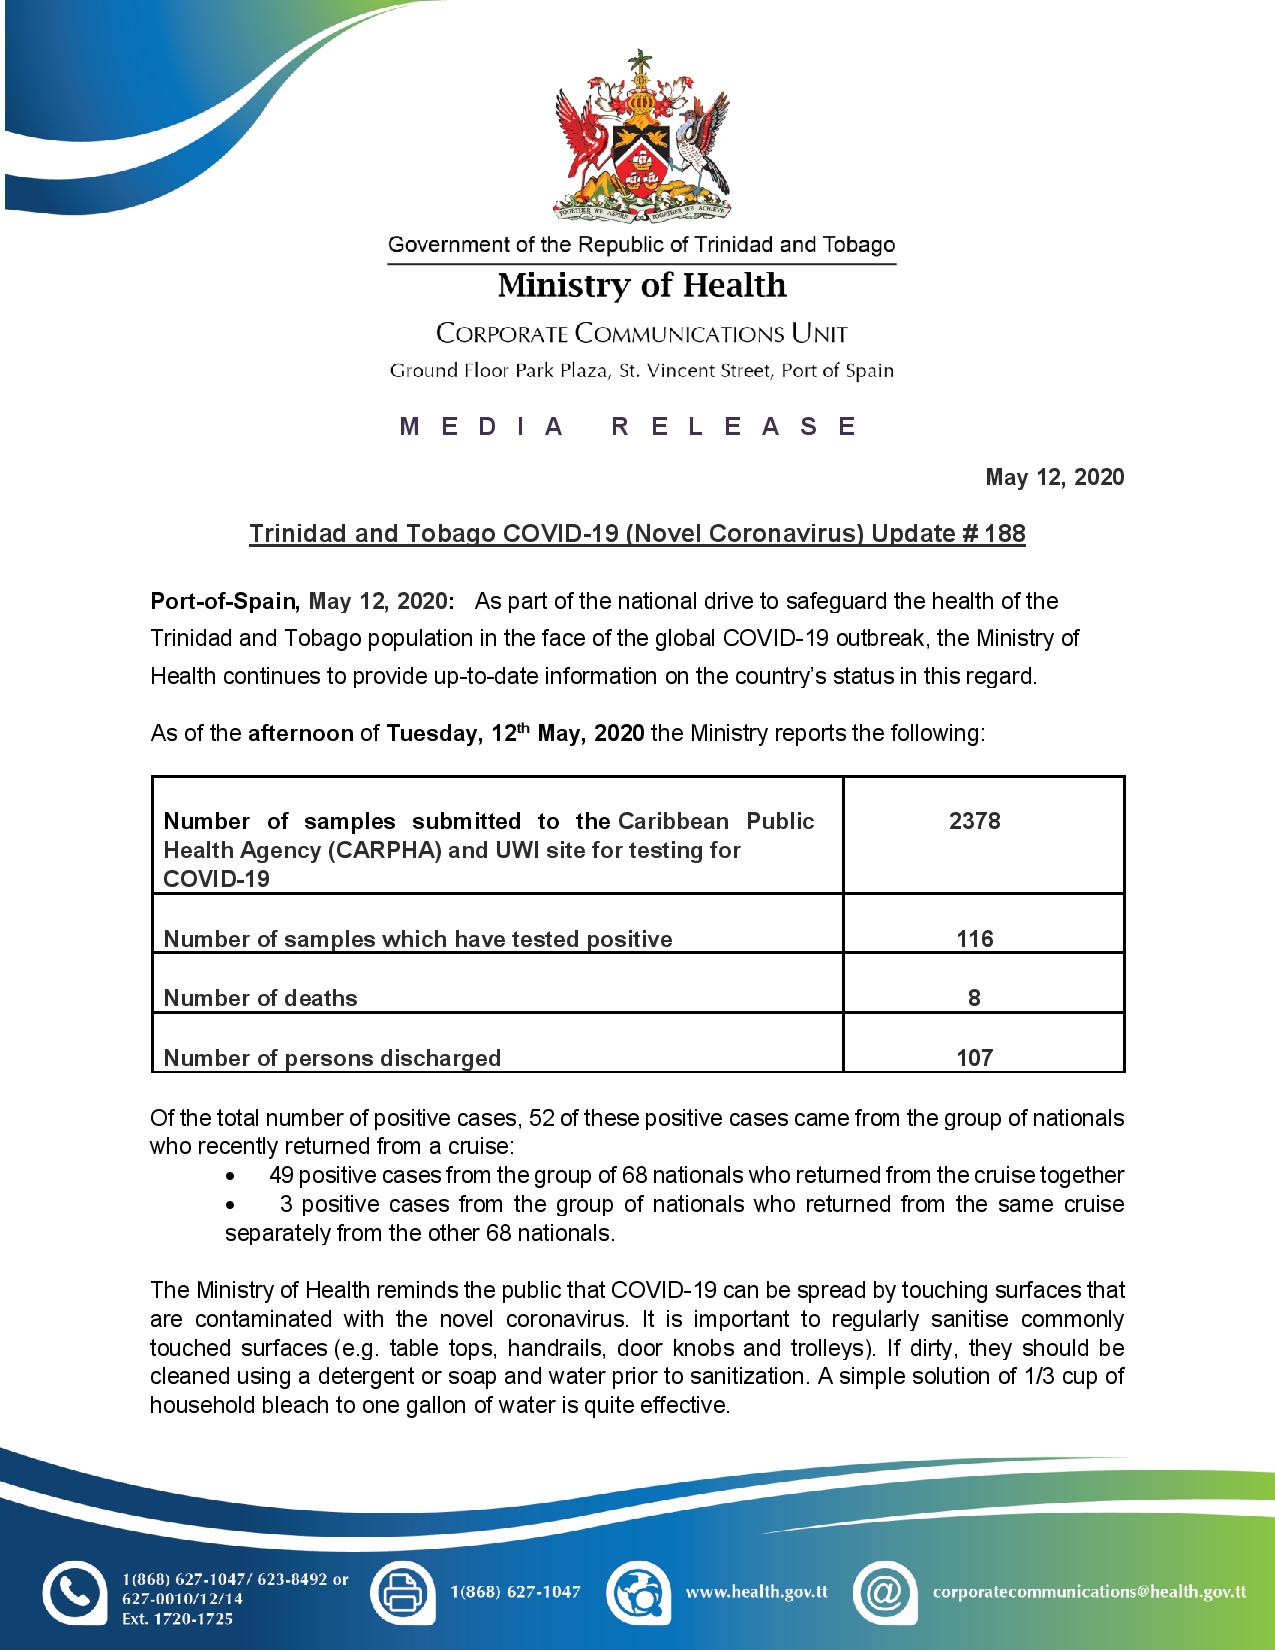 TOGETHER WE ASPIRE TOGETHER WE ACHIEVE
Government of the Republic of Trinidad and Tobago
Ministry of Health
CORPORATE COMMUNICATIONS UNIT
Ground Floor Park Plaza, St. Vincent Street, Port of Spain
MEDIA RELEASE
May 12, 2020
Trinidad and Tobago COVID-19 (Novel Coronavirus) Update # 188
Port-of-Spain, May 12, 2020: As part of the national drive to safeguard the health of the
Trinidad and Tobago population in the face of the global COVID-19 outbreak, the Ministry of
Health continues to provide up-to-date information on the country’s status in this regard.
As of the afternoon of Tuesday, 12th May, 2020 the Ministry reports the following:
Number of samples submitted to the Caribbean Public 2378
Health Agency (CARPHA) and UWI site for testing for
COVID-19
Number of samples which have tested positive 116
Number of deaths 8
Number of persons discharged 107
Of the total number of positive cases, 52 of these positive cases came from the group of nationals
who recently returned from a cruise:
• 49 positive cases from the group of 68 nationals who returned from the cruise together
• 3 positive cases from the group of nationals who returned from the same cruise
separately from the other 68 nationals.
The Ministry of Health reminds the public that COVID-19 can be spread by touching surfaces that
are contaminated with the novel coronavirus. It is important to regularly sanitise commonly
touched surfaces (e.g. table tops, handrails, door knobs and trolleys). If dirty, they should be
cleaned using a detergent or soap and water prior to sanitization. A simple solution of 1/3 cup of
household bleach to one gallon of water is quite effective.
1(868) 627-1047/ 623-8492 or
627-0010/12/14
Ext. 1720-1725
1(868) 627-1047
www.health.gov.tt
corporatecommunications@health.gov.tt